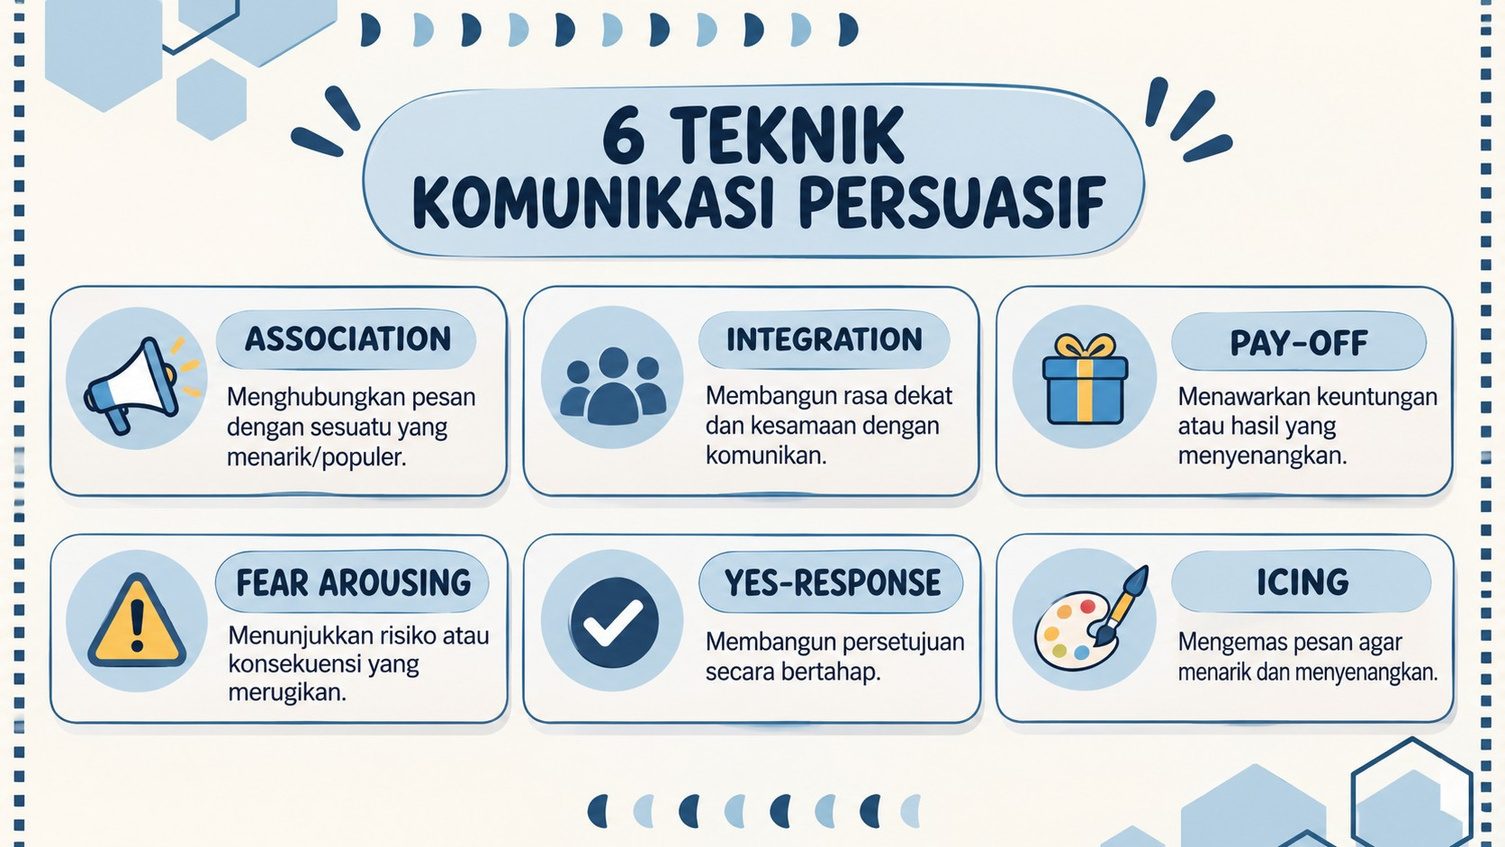 6 TEKNIK
KOMUNIKASI PERSUASIF
ASSOCIATION
Menghubungkan pesan
dengan sesuatu yang
menarik/populer.
INTEGRATION
Membangun rasa dekat
dan kesamaan dengan
komunikan.
PAY-OFF
Menawarkan keuntungan
atau hasil yang
menyenangkan.
FEAR AROUSING
Menunjukkan risiko atau
konsekuensi yang
merugikan.
YES-RESPONSE
Membangun persetujuan
secara bertahap.
ICING
Mengemas pesan agar
menarik dan menyenangkan.